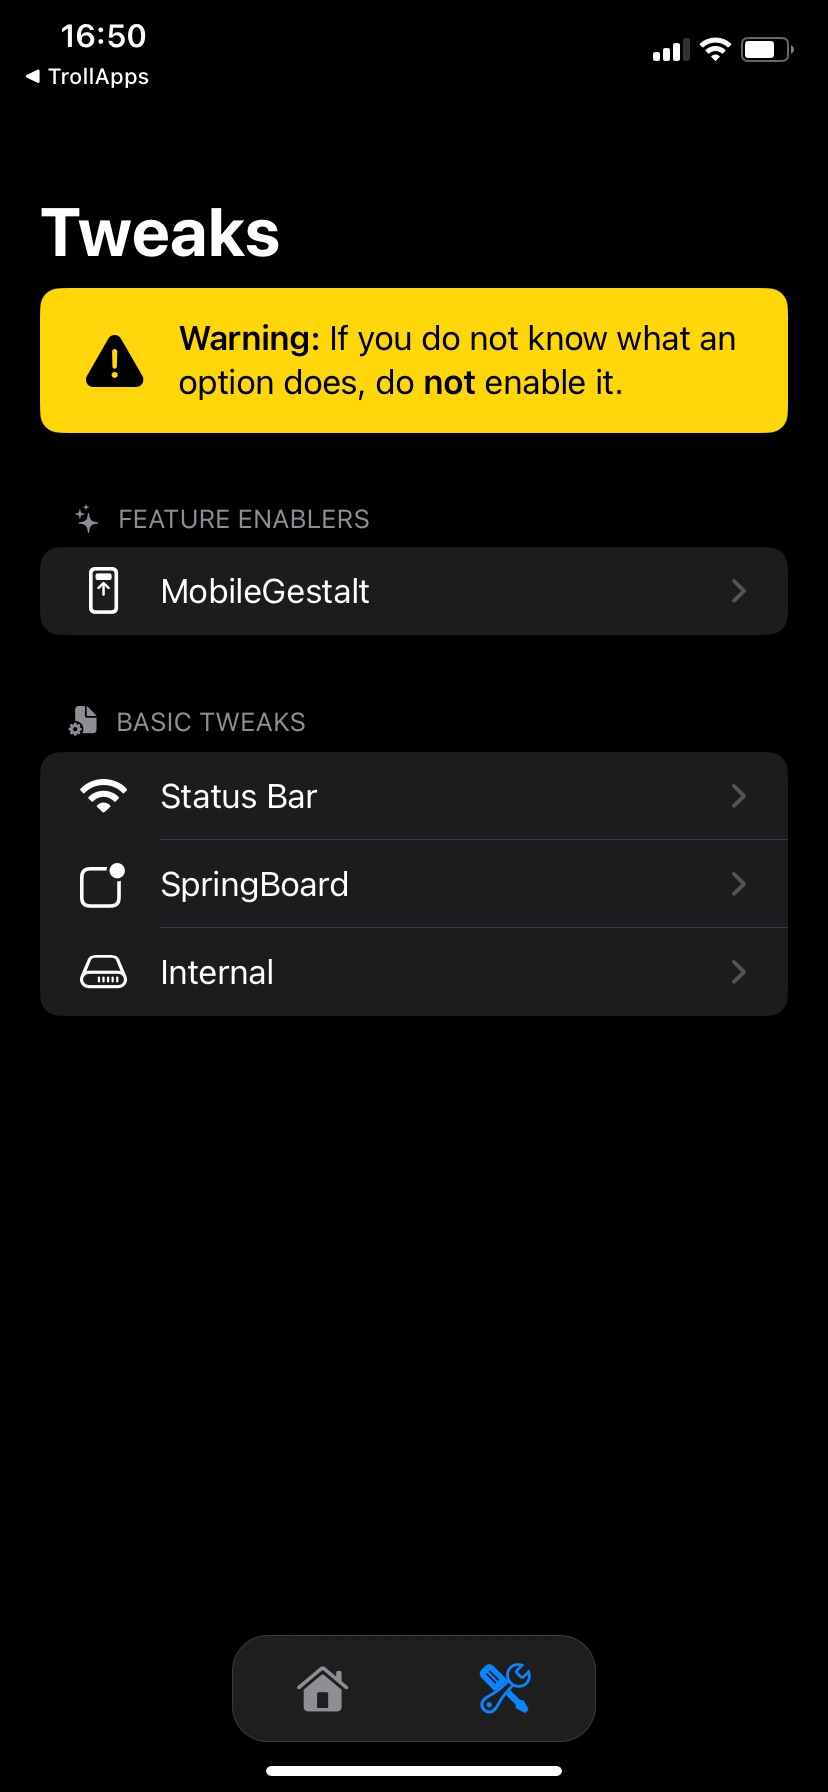 16:50
◀ TrollApps
Tweaks
Warning: If you do not know what an
option does, do not enable it.
FEATURE ENABLERS
MobileGestalt
BASIC TWEAKS
Status Bar
SpringBoard
Internal